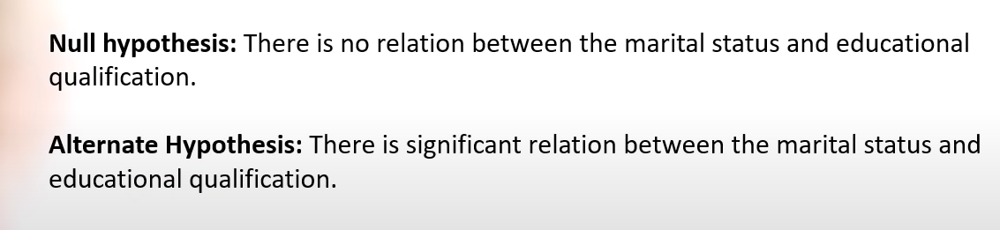 Null hypothesis: There is no relation between the marital status and educational
qualification.
Alternate Hypothesis: There is significant relation between the marital status and
educational qualification.